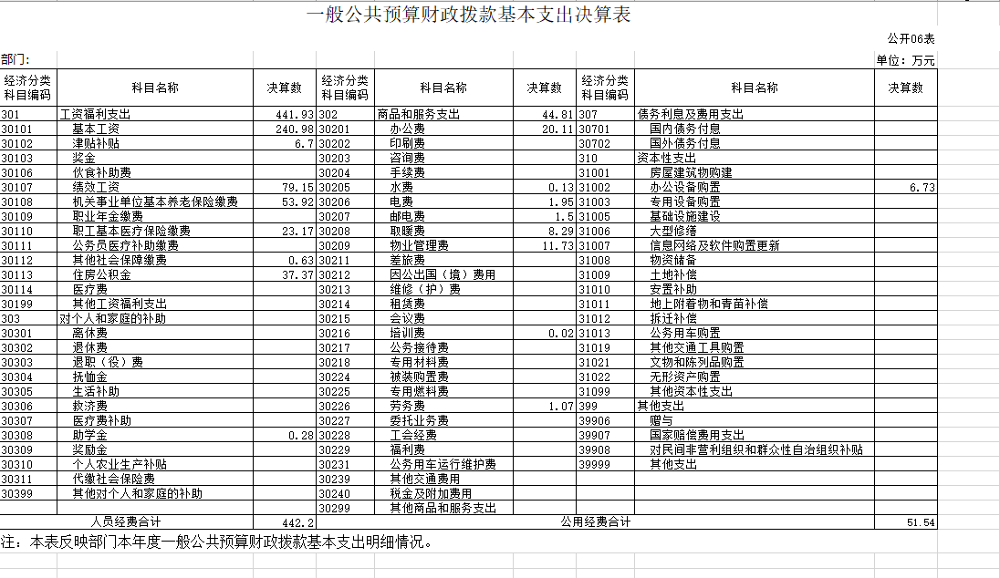 一般公共预算财政拨款基本支出决算表
公开06表
部门: 单位: 万元
经济分类科目编码 科目名称 决算数 经济分类科目编码 科目名称 决算数 经济分类科目编码 科目名称 决算数
301 工资福利支出 441.93 302 商品和服务支出 44.81 307 债务利息及费用支出
30101 基本工资 240.98 30201 办公费 20.11 30701 国内债务付息
30102 津贴补贴 6.7 30202 印刷费 30702 国外债务付息
30103 奖金 30203 咨询费 310 资本性支出
30106 伙食补助费 30204 手续费 31001 房屋建筑物购建
30107 绩效工资 79.15 30205 水费 0.13 31002 办公设备购置 6.73
30108 机关事业单位基本养老保险缴费 53.92 30206 电费 1.95 31003 专用设备购置
30109 职业年金缴费 30207 邮电费 1.5 31005 基础设施建设
30110 职工基本医疗保险缴费 23.17 30208 取暖费 8.29 31006 大型修缮
30111 公务员医疗补助缴费 30209 物业管理费 11.73 31007 信息网络及软件购置更新
30112 其他社会保障缴费 0.63 30211 差旅费 31008 物资储备
30113 住房公积金 37.37 30212 因公出国（境）费用 31009 土地补偿
30114 医疗费 30213 维修（护）费 31010 安置补助
30199 其他工资福利支出 30214 租赁费 31011 地上附着物和青苗补偿
303 对个人和家庭的补助 30215 会议费 31012 拆迁补偿
30301 离休费 30216 培训费 0.02 31013 公务用车购置
30302 退休费 30217 公务接待费 31019 其他交通工具购置
30303 退职（役）费 30218 专用材料费 31021 文物和陈列品购置
30304 抚恤金 30224 被装购置费 31022 无形资产购置
30305 生活补助 30225 专用燃料费 31099 其他资本性支出
30306 救济费 30226 劳务费 1.07 399 其他支出
30307 医疗费补助 30227 委托业务费 39906 赠与
30308 助学金 0.28 30228 工会经费 39907 国家赔偿费用支出
30309 奖励金 30229 福利费 39908 对民间非营利组织和群众性自治组织补贴
30310 个人农业生产补贴 30231 公务用车运行维护费 39999 其他支出
30311 代缴社会保险费 30239 其他交通费用
30399 其他对个人和家庭的补助 30240 税金及附加费用
30299 其他商品和服务支出
人员经费合计 442.2 公用经费合计 51.54
注：本表反映部门本年度一般公共预算财政拨款基本支出明细情况。